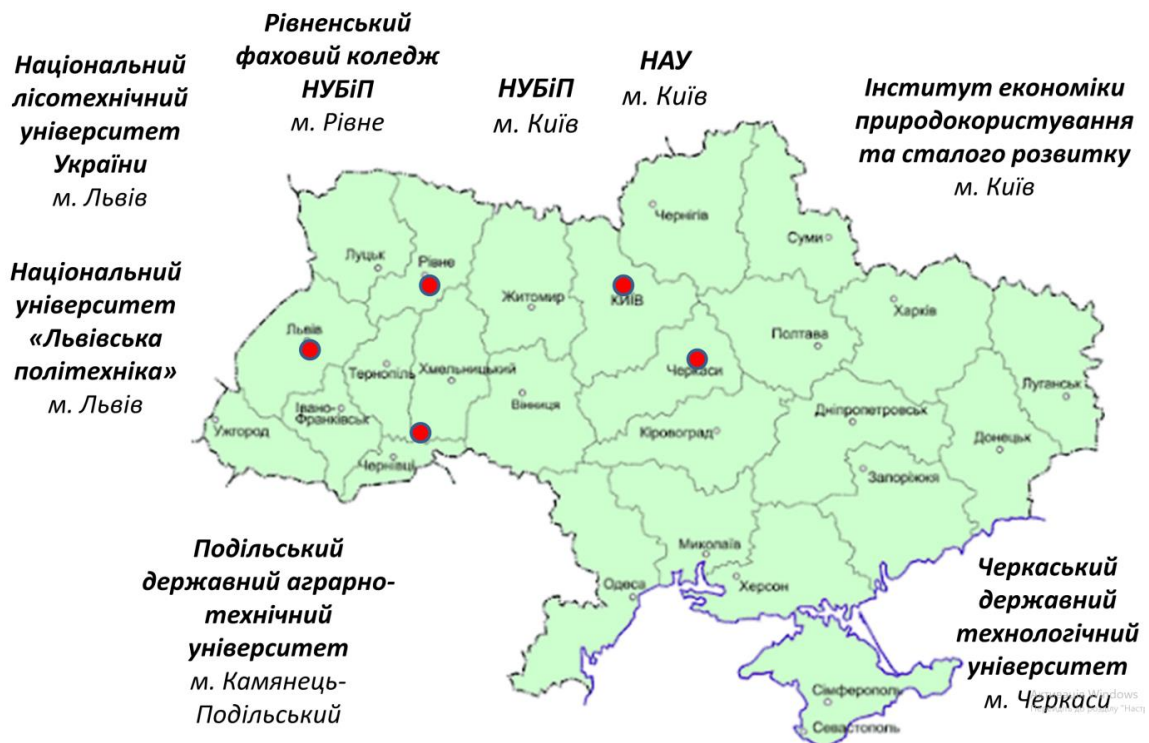 Національний
лісотехнічний
університет
України
м. Львів
Рівненський
фаховий коледж
НУБіП
м. Рівне
НУБіП
м. Київ
НАУ
м. Київ
Інститут економіки
природокористування
та сталого розвитку
м. Київ
Національний
університет
«Львівська
політехніка»
м. Львів
Чернігів
Суми
Луцьк
Рівне
Житомир
КИЇВ
Харків
Львів
Полтава
Тернопіль
Хмельницький
Черкаси
Луганськ
Вінниця
Івано-
Франківськ
Дніпропетровськ
Ужгород
Кіровоград
Донецьк
Чернівці
Запоріжжя
Миколаїв
Одеса
Херсон
Сімферополь
Севастополь
Подільський
державний аграрно-
технічний
університет
м. Камянець-
Подільський
Черкаський
державний
технологічний
університет
м. Черкаси
Активація Windows